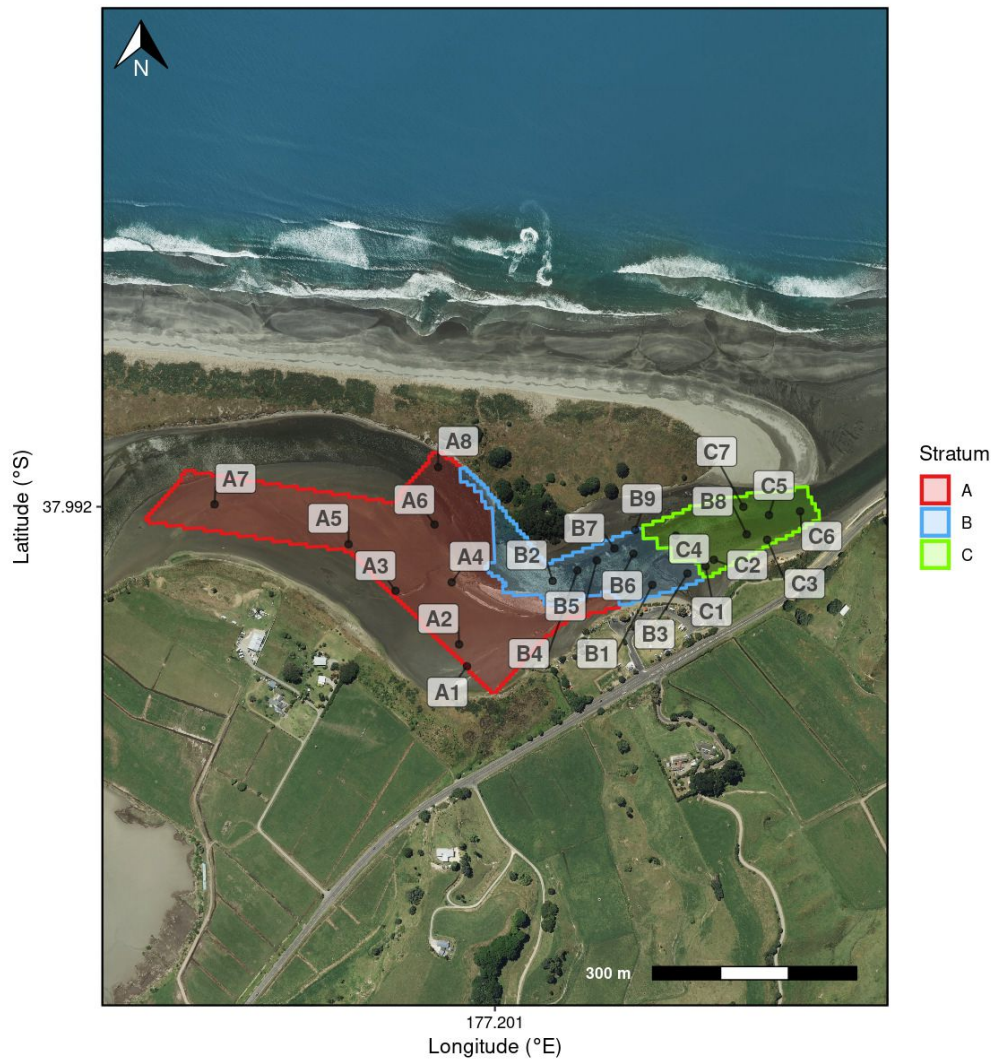 N
A8
C7
A7
B9
B8
C5
A6
B7
A5
A4
B2
C4
C6
A3
B6
C2
B5
C3
A2
C1
B4
B1
B3
A1
300 m
37.992
Latitude (°S)
177.201
Longitude (°E)
Stratum
A
B
C